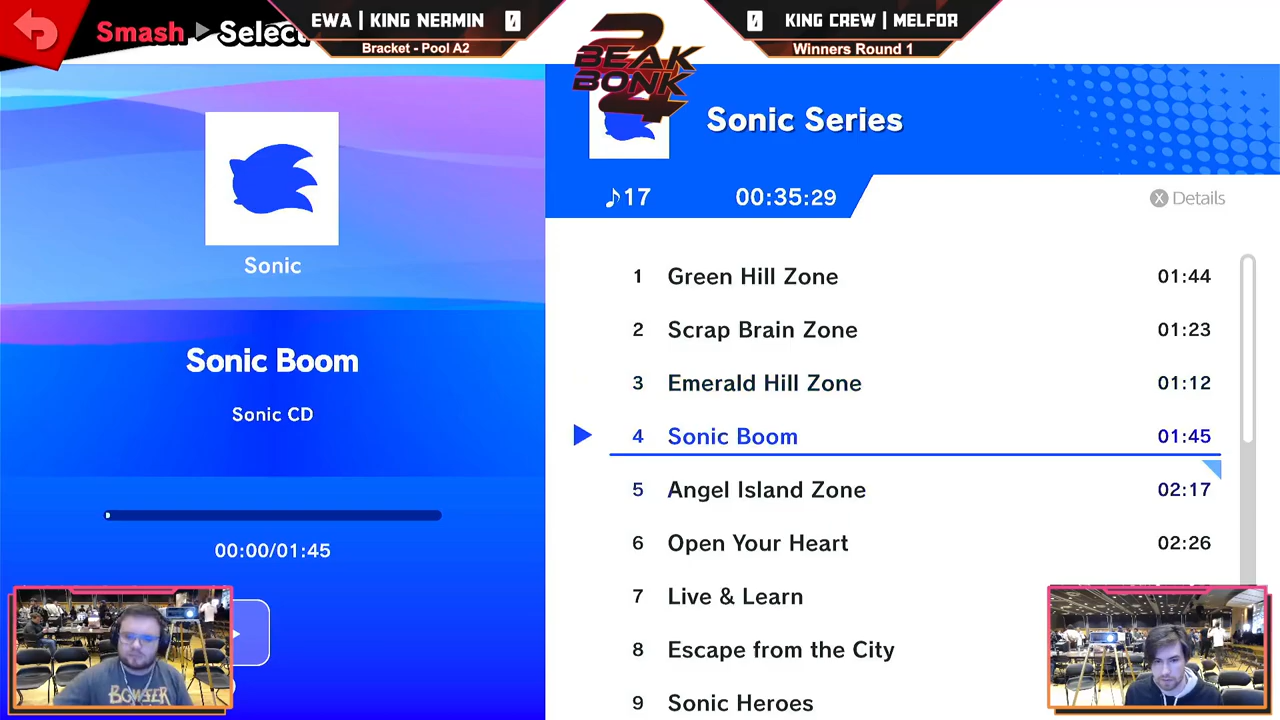 Smash ▶ Select
EWA | KING NERMIN 0
Bracket - Pool A2
BEAK
BONK
24
0 KING CREW | MELFOR
Winners Round 1
Sonic
Sonic Boom
Sonic CD
00:00/01:45
Sonic Series
♪17 00:35:29
X Details
1 Green Hill Zone 01:44
2 Scrap Brain Zone 01:23
3 Emerald Hill Zone 01:12
4 Sonic Boom 01:45
5 Angel Island Zone 02:17
6 Open Your Heart 02:26
7 Live & Learn
8 Escape from the City
9 Sonic Heroes
BOWSER